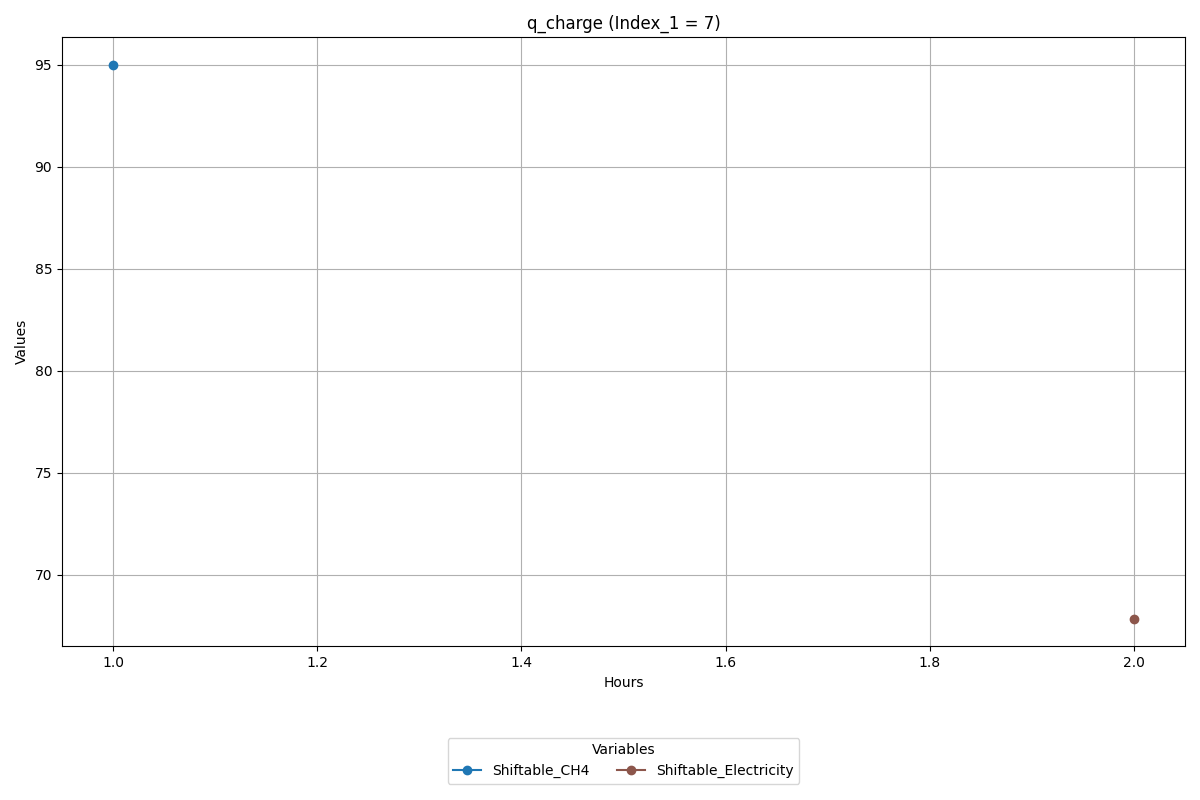 q_charge (Index_1 = 7)
95
90
85
80
75
70
Values
1.0 1.2 1.4 1.6 1.8 2.0
Hours
Variables
Shiftable_CH4 Shiftable_Electricity